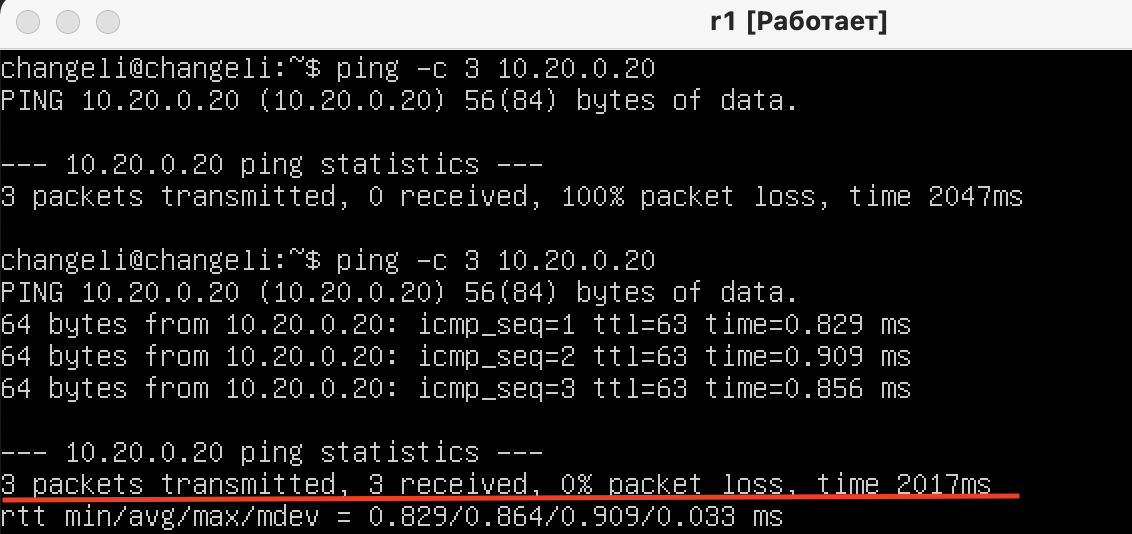 r1 [Работает]
changeli@changeli:~$ ping -c 3 10.20.0.20
PING 10.20.0.20 (10.20.0.20) 56(84) bytes of data.
--- 10.20.0.20 ping statistics ---
3 packets transmitted, 0 received, 100% packet loss, time 2047ms
changeli@changeli:~$ ping -c 3 10.20.0.20
PING 10.20.0.20 (10.20.0.20) 56(84) bytes of data.
64 bytes from 10.20.0.20: icmp_seq=1 ttl=63 time=0.829 ms
64 bytes from 10.20.0.20: icmp_seq=2 ttl=63 time=0.909 ms
64 bytes from 10.20.0.20: icmp_seq=3 ttl=63 time=0.856 ms
--- 10.20.0.20 ping statistics ---
3 packets transmitted, 3 received, 0% packet loss, time 2017ms
rtt min/avg/max/mdev = 0.829/0.864/0.909/0.033 ms